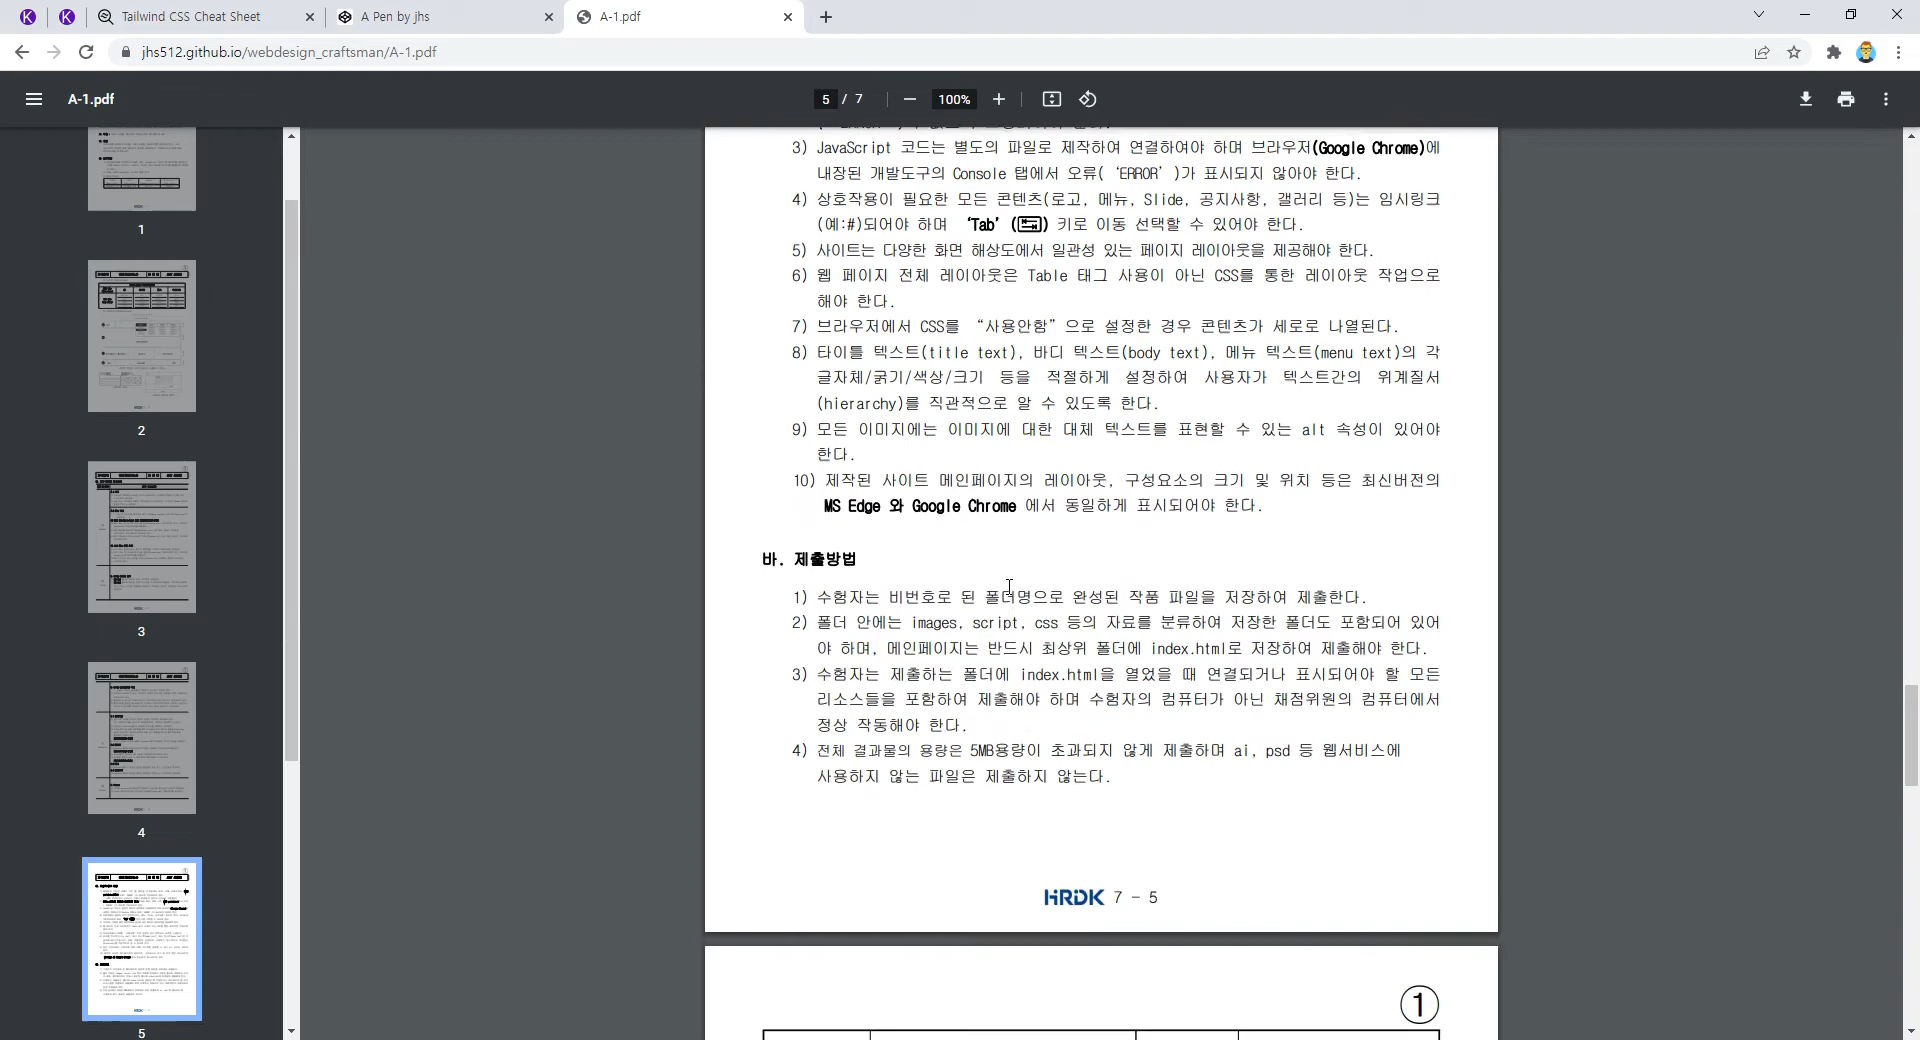 Tailwind CSS Cheat Sheet
A Pen by jhs
A-1.pdf
jhs512.github.io/webdesign_craftsman/A-1.pdf
A-1.pdf
5 / 7
100%
1
2
3
4
5
3) JavaScript 코드는 별도의 파일로 제작하여 연결하여야 하며 브라우저(Google Chrome)에
내장된 개발도구의 Console 탭에서 오류( ‘ERROR’ )가 표시되지 않아야 한다.
4) 상호작용이 필요한 모든 콘텐츠(로고, 메뉴, Slide, 공지사항, 갤러리 등)는 임시링크
(예:#)되어야 하며 ‘Tab’ ( ) 키로 이동 선택할 수 있어야 한다.
5) 사이트는 다양한 화면 해상도에서 일관성 있는 페이지 레이아웃을 제공해야 한다.
6) 웹 페이지 전체 레이아웃은 Table 태그 사용이 아닌 CSS를 통한 레이아웃 작업으로
해야 한다.
7) 브라우저에서 CSS를 “사용안함”으로 설정한 경우 콘텐츠가 세로로 나열된다.
8) 타이틀 텍스트(title text), 바디 텍스트(body text), 메뉴 텍스트(menu text)의 각
글자체/굵기/색상/크기 등을 적절하게 설정하여 사용자가 텍스트간의 위계질서
(hierarchy)를 직관적으로 알 수 있도록 한다.
9) 모든 이미지에는 이미지에 대한 대체 텍스트를 표현할 수 있는 alt 속성이 있어야
한다.
10) 제작된 사이트 메인페이지의 레이아웃, 구성요소의 크기 및 위치 등은 최신버전의
MS Edge 와 Google Chrome 에서 동일하게 표시되어야 한다.
바. 제출방법
1) 수험자는 비번호로 된 폴더명으로 완성된 작품 파일을 저장하여 제출한다.
2) 폴더 안에는 images, script, css 등의 자료를 분류하여 저장한 폴더도 포함되어 있어
야 하며, 메인페이지는 반드시 최상위 폴더에 index.html로 저장하여 제출해야 한다.
3) 수험자는 제출하는 폴더에 index.html을 열었을 때 연결되거나 표시되어야 할 모든
리소스들을 포함하여 제출해야 하며 수험자의 컴퓨터가 아닌 채점위원의 컴퓨터에서
정상 작동해야 한다.
4) 전체 결과물의 용량은 5MB용량이 초과되지 않게 제출하며 ai, psd 등 웹서비스에
사용하지 않는 파일은 제출하지 않는다.
HRDK 7 - 5
①